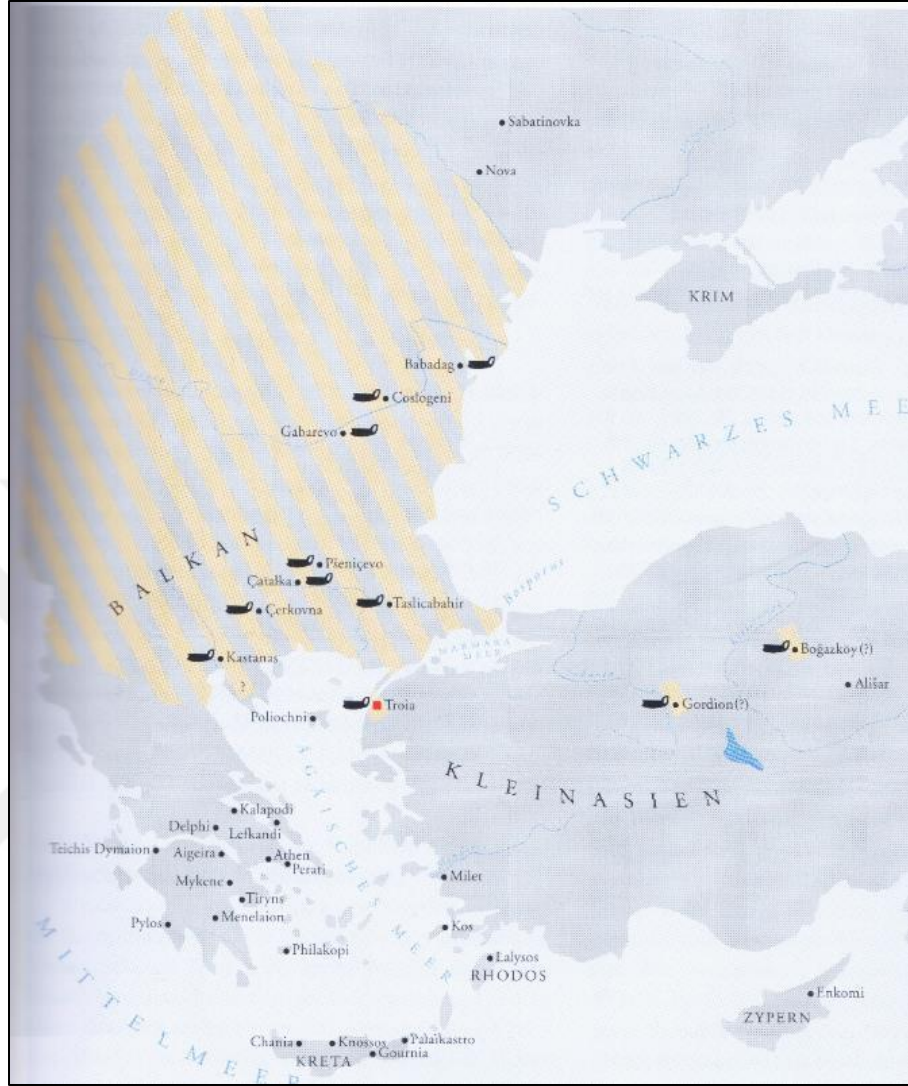 Sabatinovka
Nova
KRIM
Babadag
Coslogeni
Gabarevo
SCHWARZES MEE
BALKAN
Pšeničevo
Çatalka
Çerkovna
Taslicabahir
Bosporus
MARMARA
MEER
Kastanas
?
Boğazköy (?)
Ališar
Troia
Gordion(?)
Poliochni
KLEINASIEN
ÄGÄISCHES MEER
Kalapodi
Delphi
Lefkandi
Teichis Dymaion
Aigeira
Athen
Perati
Mykene
Milet
Tiryns
Menelaion
Pylos
Kos
Philakopi
Lalysos
RHODOS
Enkomi
ZYPERN
MITTELMEER
Chania
Knossos
Palaikastro
Gournia
KRETA